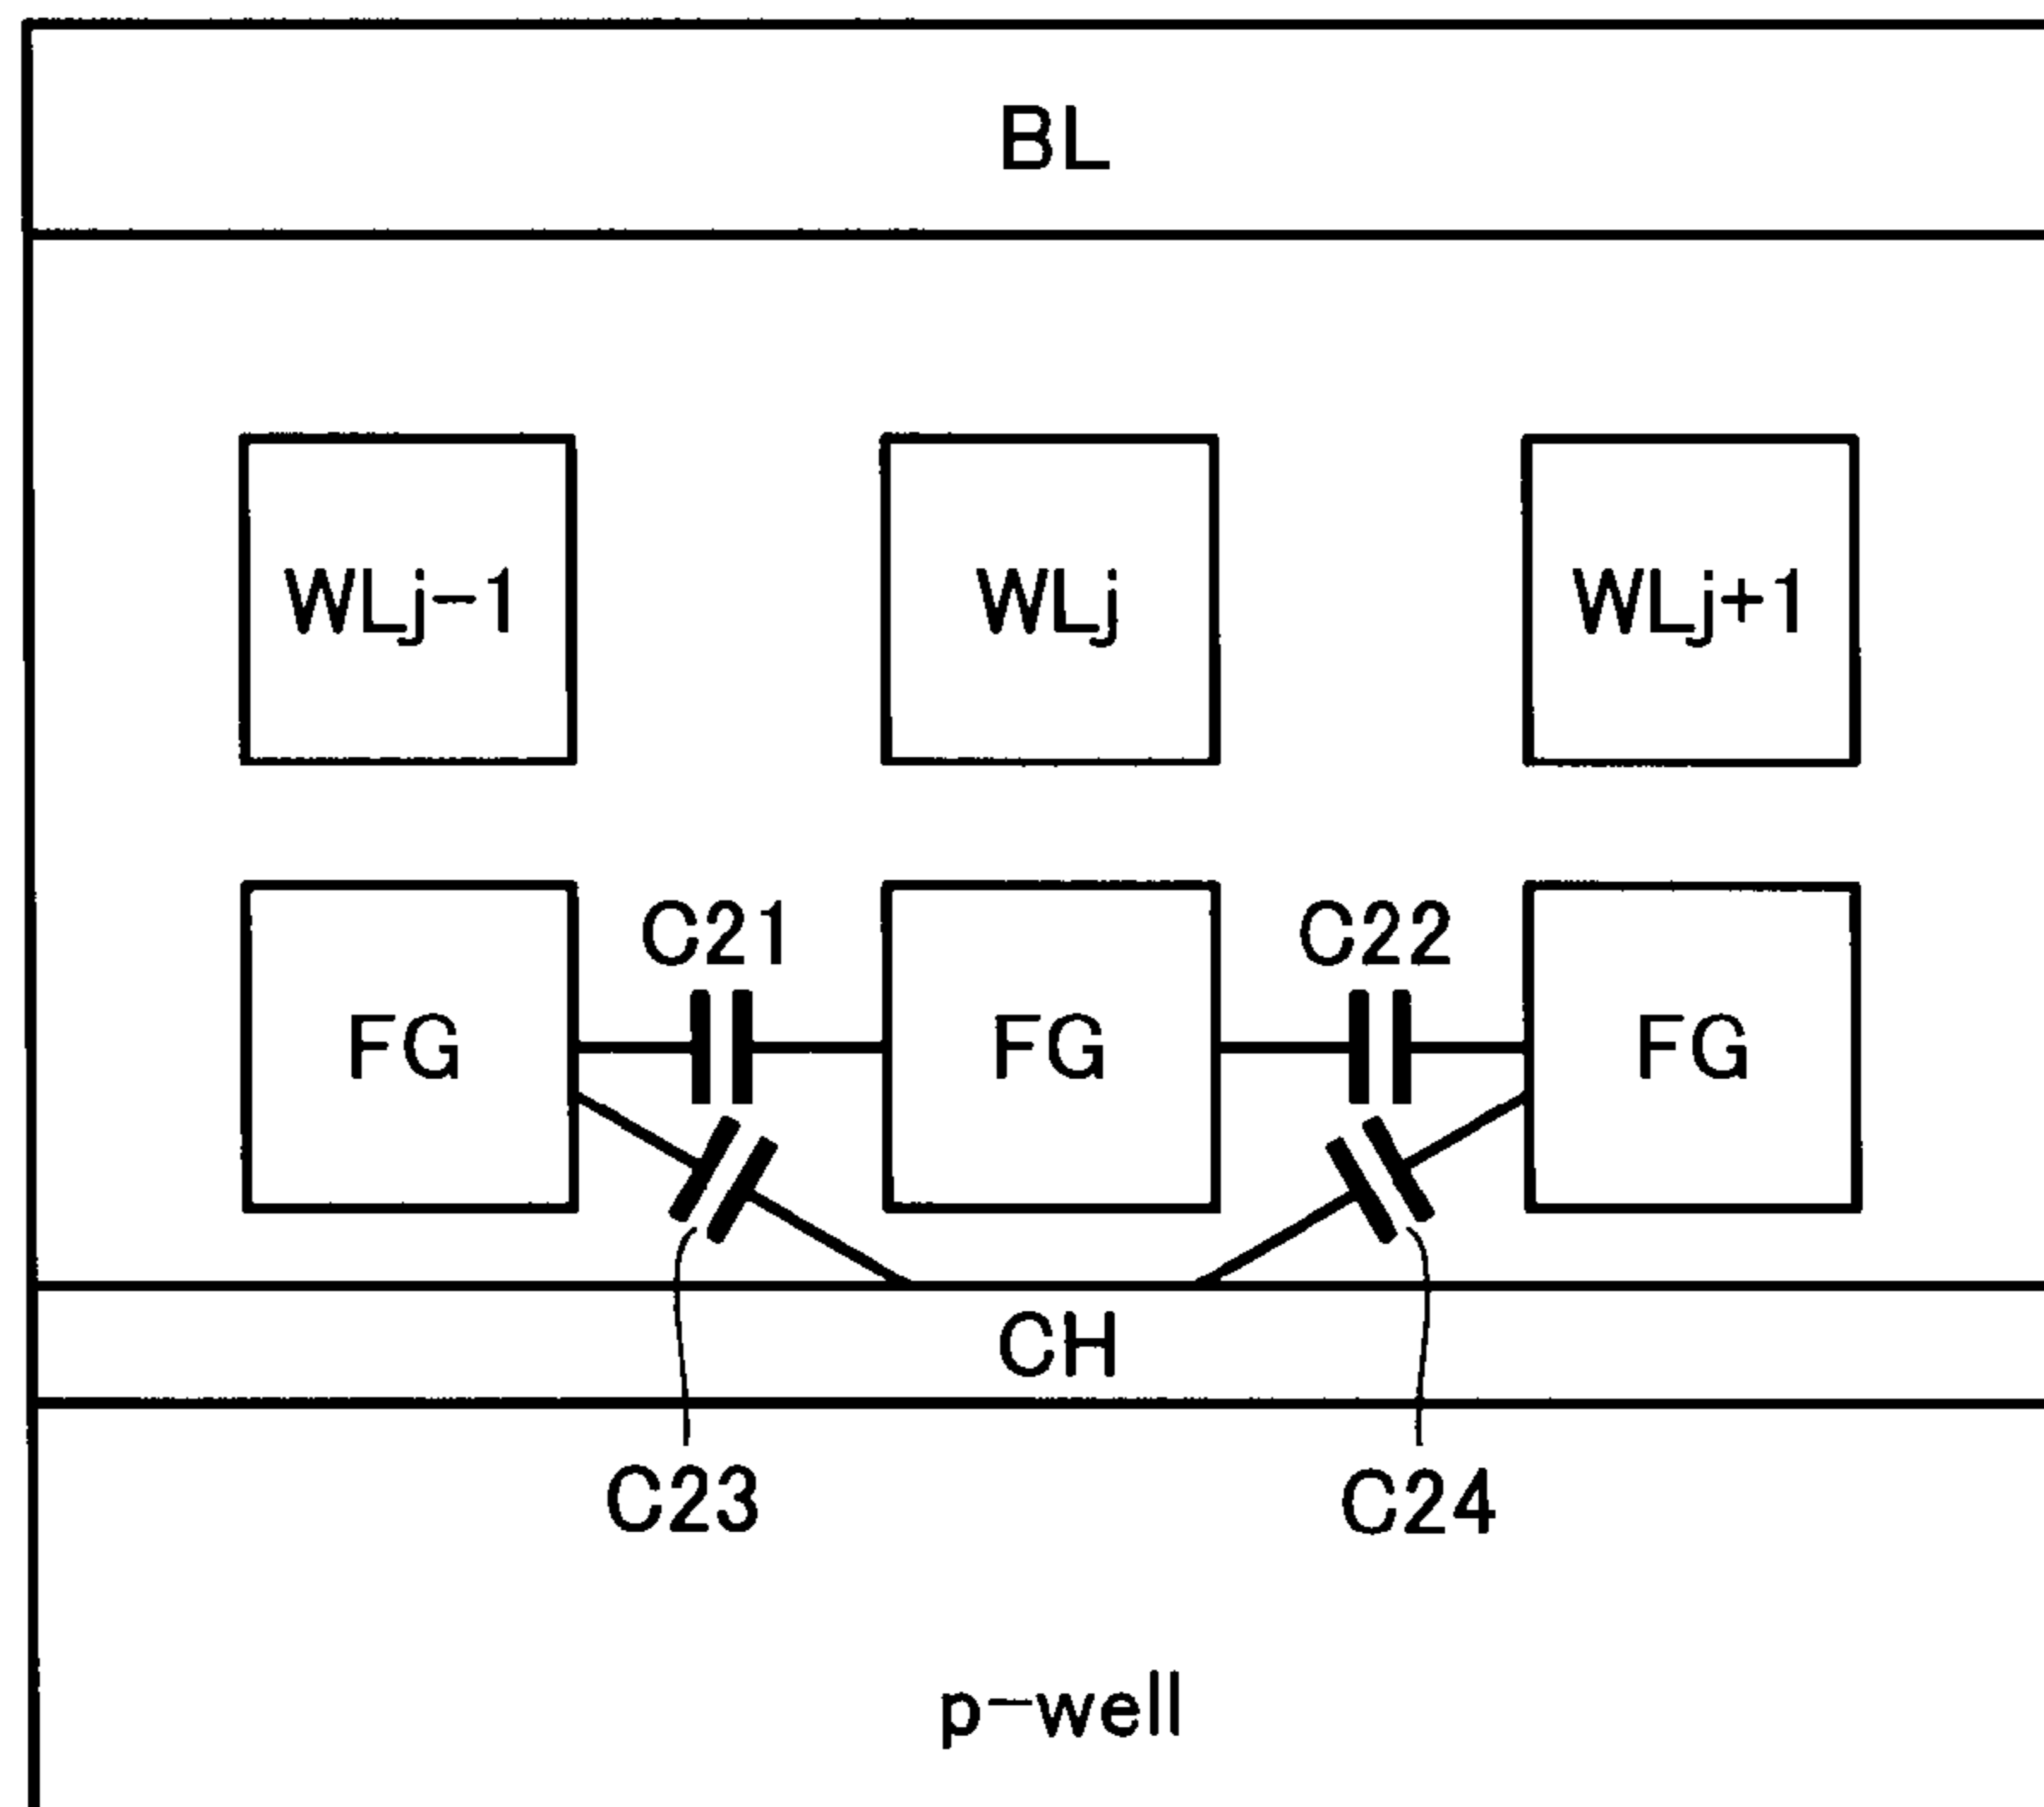 BL
WLj-1 WLj WLj+1
C21 C22
FG FG FG
CH
C23 C24
p-well